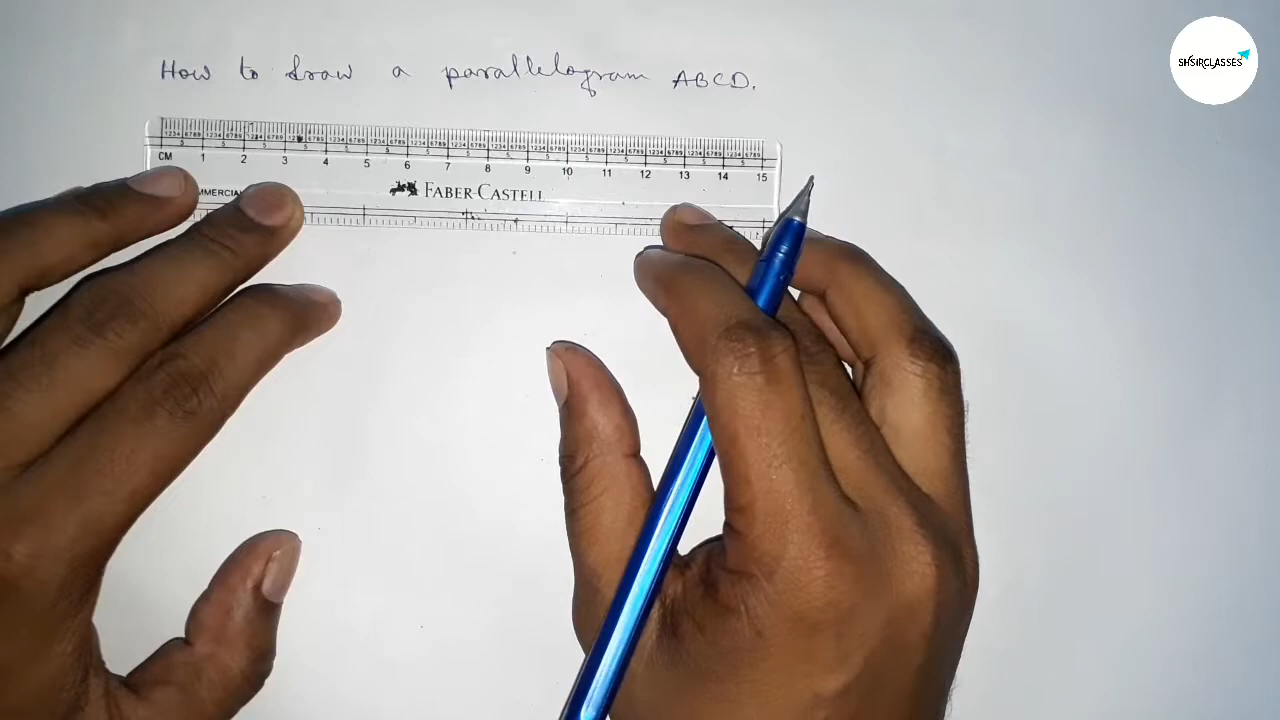 How to draw a parallelogram ABCD.
SHSIRCLASSES
CM 1 2 3 4 5 6 7 8 9 10 11 12 13 14 15
FABER-CASTELL